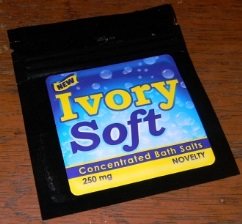 NEW
Ivory
Soft
Concentrated Bath Salts
250 mg NOVELTY